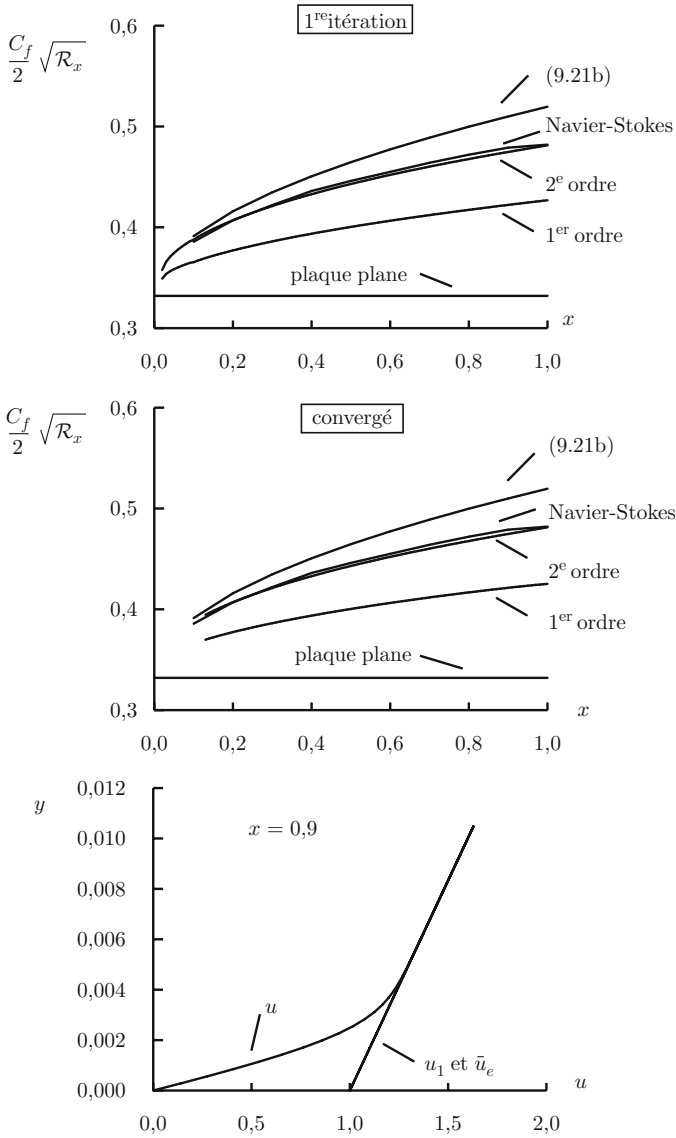 1ʳᵉitération
0,6
C_f/2 √R_x
(9.21b)
0,5
Navier-Stokes
2ᵉ ordre
0,4
1ᵉʳ ordre
plaque plane
0,3
x
0,0 0,2 0,4 0,6 0,8 1,0
0,6
convergé
C_f/2 √R_x
(9.21b)
0,5
Navier-Stokes
2ᵉ ordre
0,4
1ᵉʳ ordre
plaque plane
0,3
x
0,0 0,2 0,4 0,6 0,8 1,0
0,012
y
x = 0,9
0,010
0,008
0,006
0,004
u
0,002
u₁ et ūₑ
0,000
u
0,0 0,5 1,0 1,5 2,0